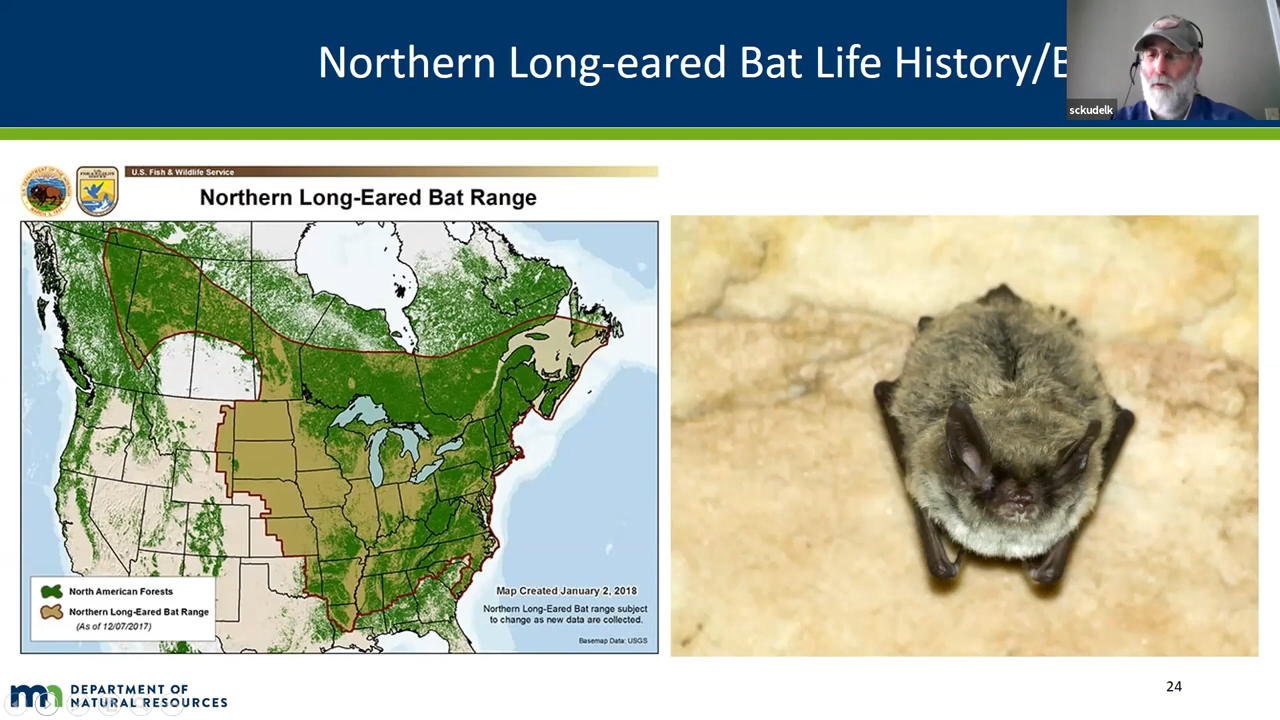 Northern Long-eared Bat Life History/
sckudelk
U.S. Fish & Wildlife Service
Northern Long-Eared Bat Range
North American Forests
Northern Long-Eared Bat Range
(As of 12/07/2017)
Map Created January 2, 2018
Northern Long-Eared Bat range subject
to change as new data are collected.
Basemap Data: USGS
DEPARTMENT OF
NATURAL RESOURCES
24